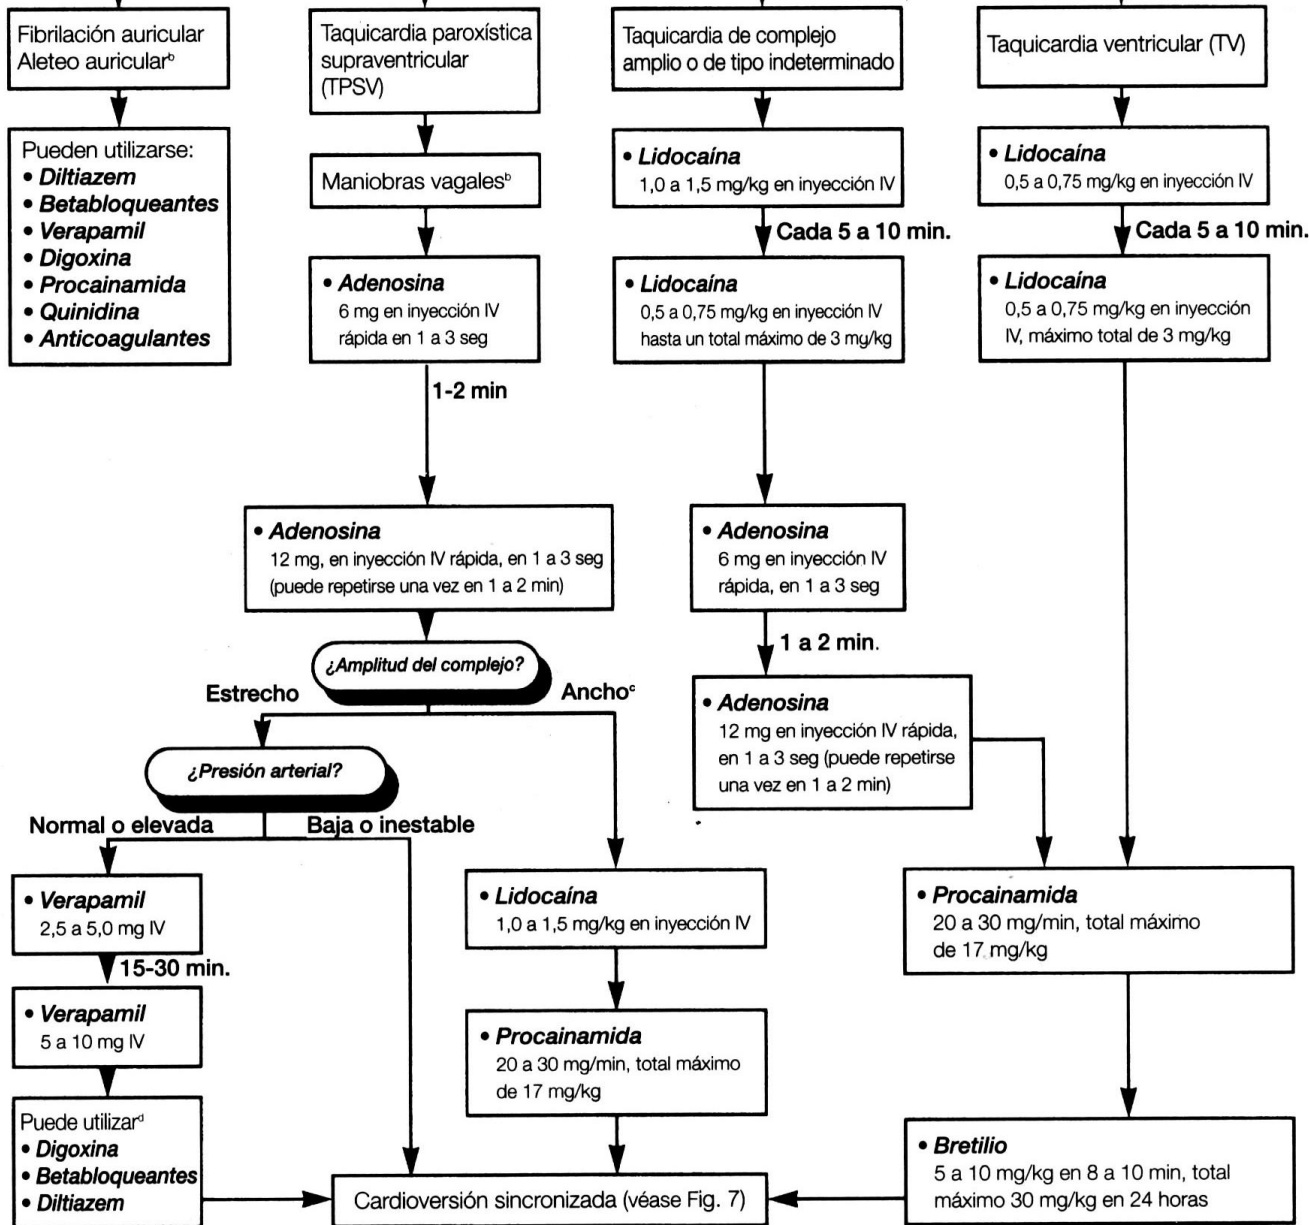 Fibrilación auricular
Aleteo auricularᵇ
Pueden utilizarse:
• Diltiazem
• Betabloqueantes
• Verapamil
• Digoxina
• Procainamida
• Quinidina
• Anticoagulantes
Taquicardia paroxística
supraventricular
(TPSV)
Maniobras vagalesᵇ
• Adenosina
6 mg en inyección IV
rápida en 1 a 3 seg
1-2 min
• Adenosina
12 mg, en inyección IV rápida, en 1 a 3 seg
(puede repetirse una vez en 1 a 2 min)
¿Amplitud del complejo?
Estrecho
Anchoᶜ
¿Presión arterial?
Normal o elevada
Baja o inestable
• Verapamil
2,5 a 5,0 mg IV
15-30 min.
• Verapamil
5 a 10 mg IV
Puede utilizarᵈ
• Digoxina
• Betabloqueantes
• Diltiazem
• Lidocaína
1,0 a 1,5 mg/kg en inyección IV
• Procainamida
20 a 30 mg/min, total máximo
de 17 mg/kg
Cardioversión sincronizada (véase Fig. 7)
Taquicardia de complejo
amplio o de tipo indeterminado
• Lidocaína
1,0 a 1,5 mg/kg en inyección IV
Cada 5 a 10 min.
• Lidocaína
0,5 a 0,75 mg/kg en inyección IV
hasta un total máximo de 3 mg/kg
• Adenosina
6 mg en inyección IV
rápida, en 1 a 3 seg
1 a 2 min.
• Adenosina
12 mg en inyección IV rápida,
en 1 a 3 seg (puede repetirse
una vez en 1 a 2 min)
Taquicardia ventricular (TV)
• Lidocaína
0,5 a 0,75 mg/kg en inyección IV
Cada 5 a 10 min.
• Lidocaína
0,5 a 0,75 mg/kg en inyección
IV, máximo total de 3 mg/kg
• Procainamida
20 a 30 mg/min, total máximo
de 17 mg/kg
• Bretilio
5 a 10 mg/kg en 8 a 10 min, total
máximo 30 mg/kg en 24 horas